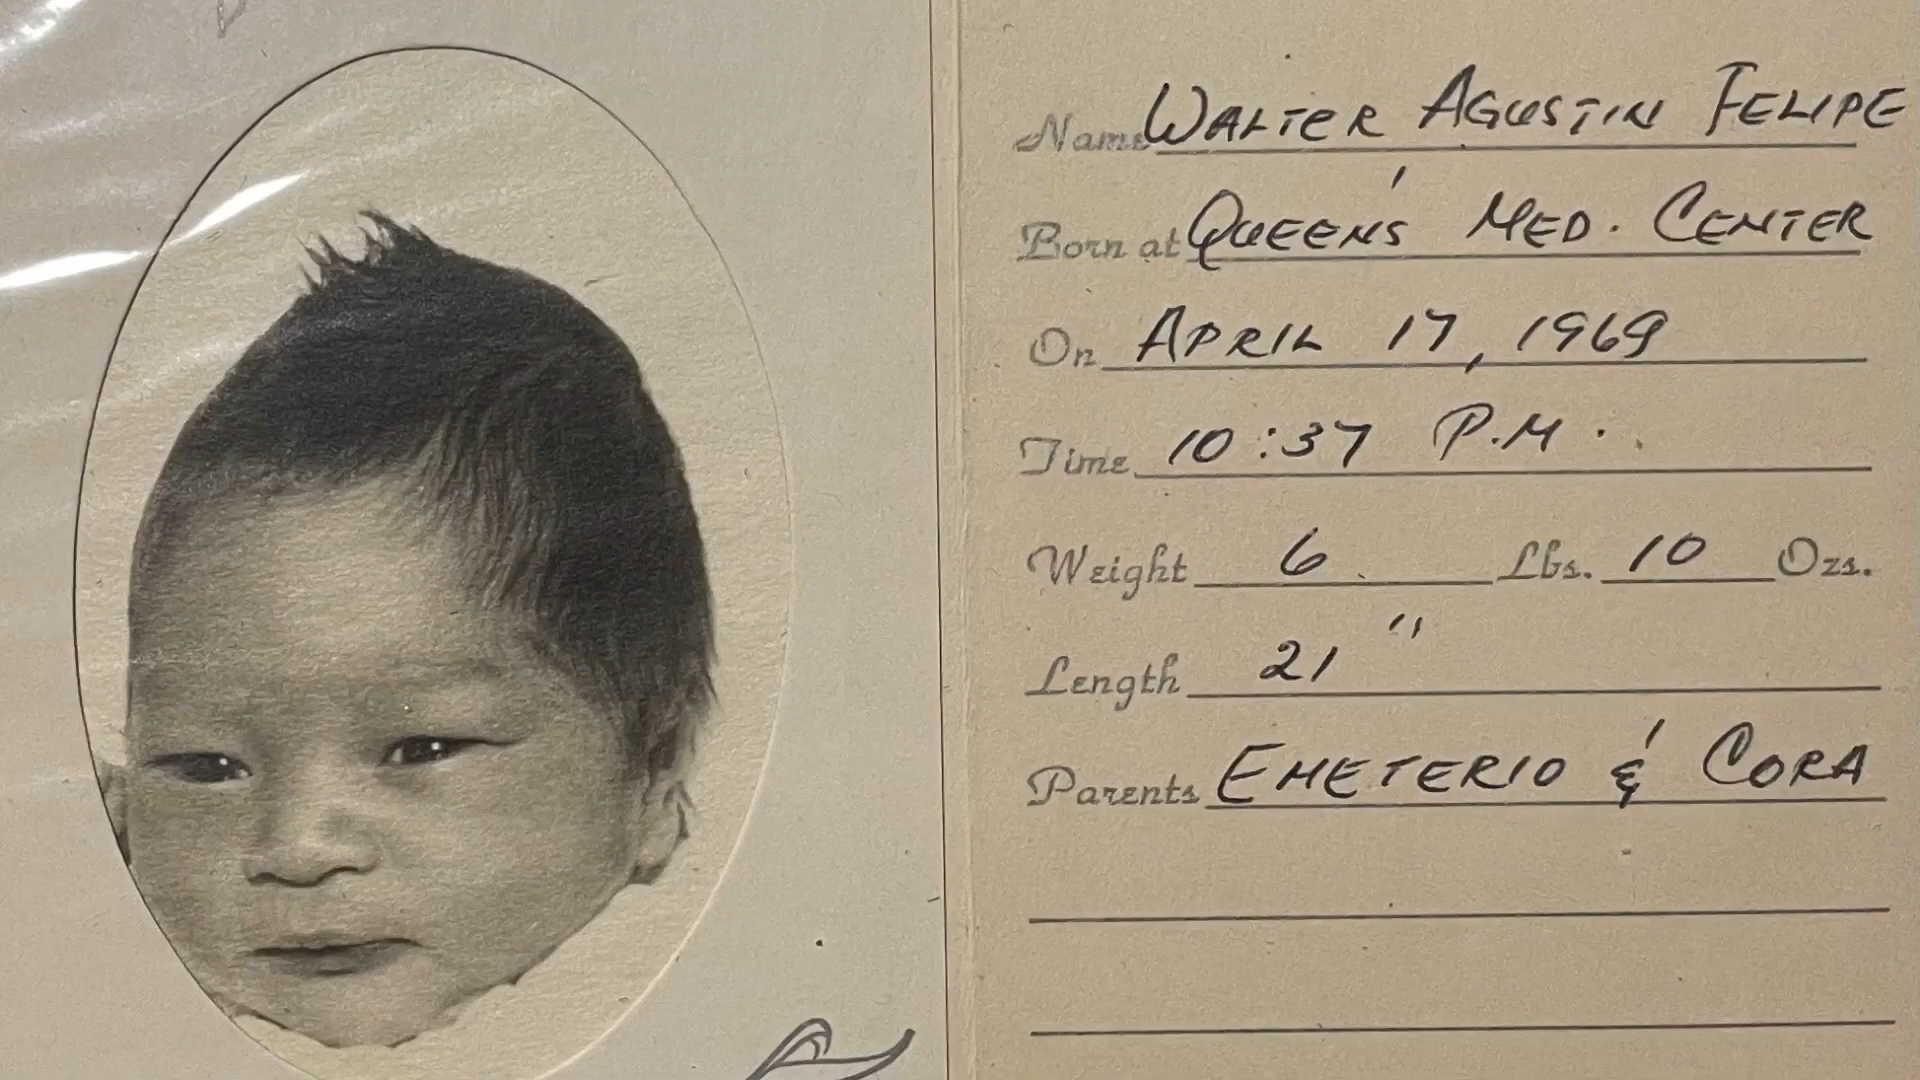 Name WALTER AGUSTIN FELIPE
Born at QUEEN'S MED. CENTER
On APRIL 17, 1969
Time 10:37 P.M.
Weight 6 Lbs. 10 Ozs.
Length 21"
Parents EMETERIO & CORA